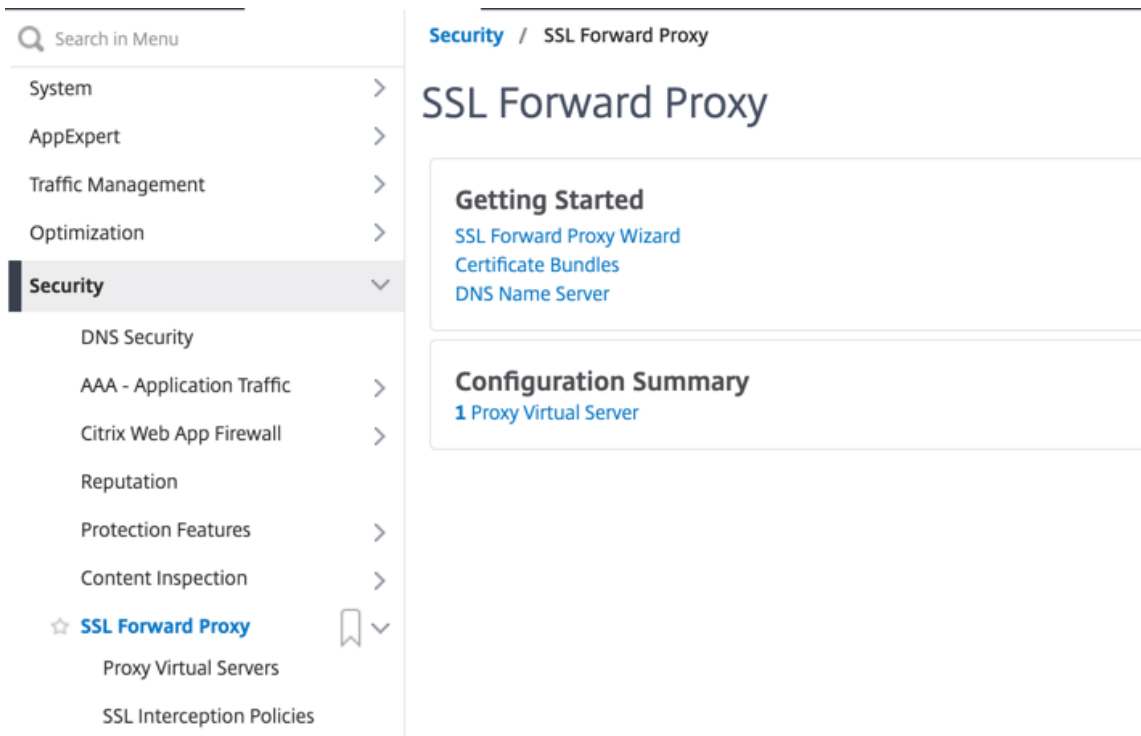 Search in Menu
System
AppExpert
Traffic Management
Optimization
Security
DNS Security
AAA - Application Traffic
Citrix Web App Firewall
Reputation
Protection Features
Content Inspection
SSL Forward Proxy
Proxy Virtual Servers
SSL Interception Policies
Security / SSL Forward Proxy
SSL Forward Proxy
Getting Started
SSL Forward Proxy Wizard
Certificate Bundles
DNS Name Server
Configuration Summary
1 Proxy Virtual Server